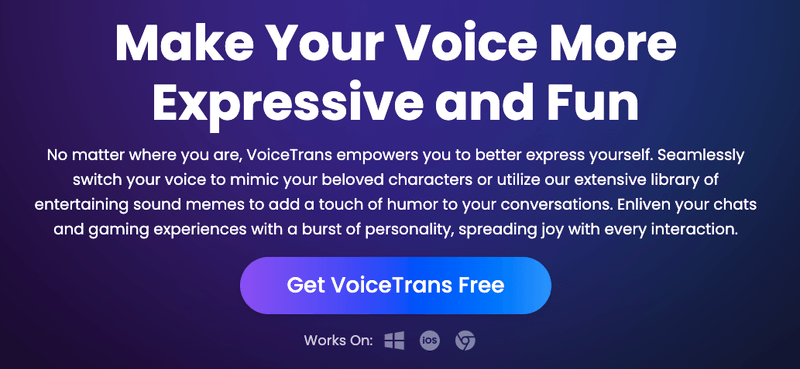 Make Your Voice More
Expressive and Fun
No matter where you are, VoiceTrans empowers you to better express yourself. Seamlessly
switch your voice to mimic your beloved characters or utilize our extensive library of
entertaining sound memes to add a touch of humor to your conversations. Enliven your chats
and gaming experiences with a burst of personality, spreading joy with every interaction.
Get VoiceTrans Free
Works On: iOS